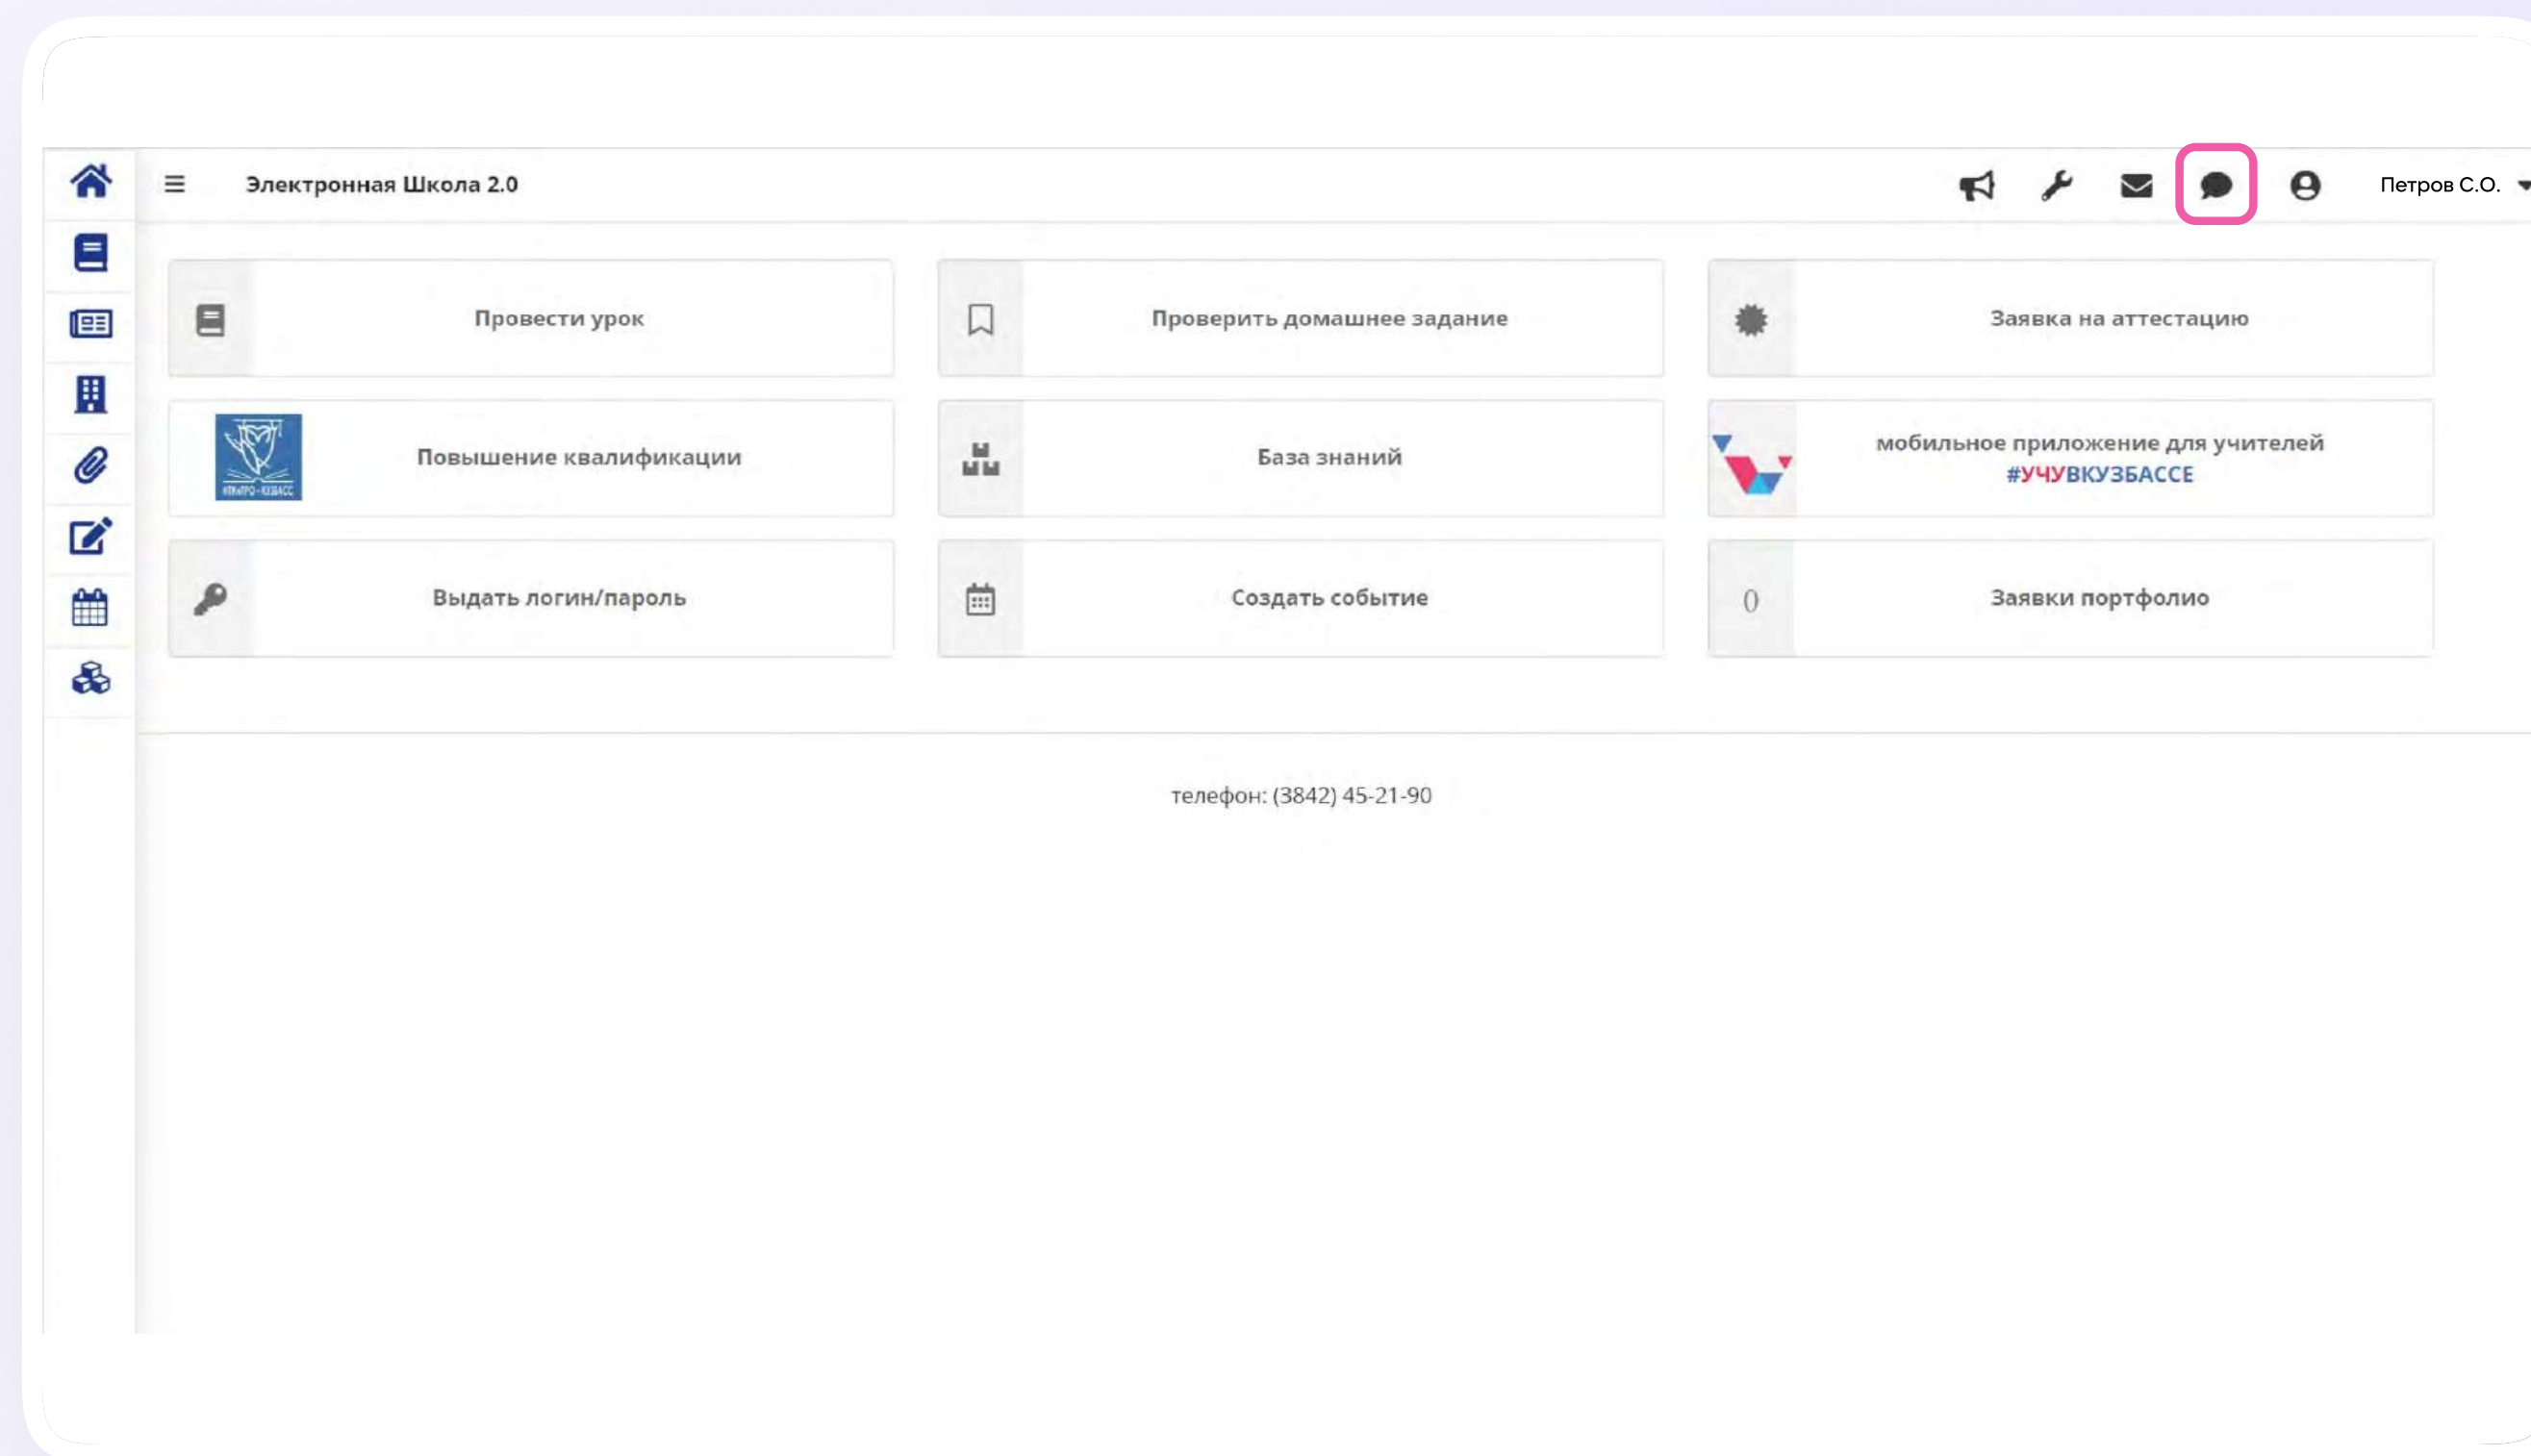 Электронная Школа 2.0
Петров С.О.
Провести урок
Проверить домашнее задание
Заявка на аттестацию
Повышение квалификации
База знаний
мобильное приложение для учителей
#УЧУВКУЗБАССЕ
Выдать логин/пароль
Создать событие
0
Заявки портфолио
телефон: (3842) 45-21-90